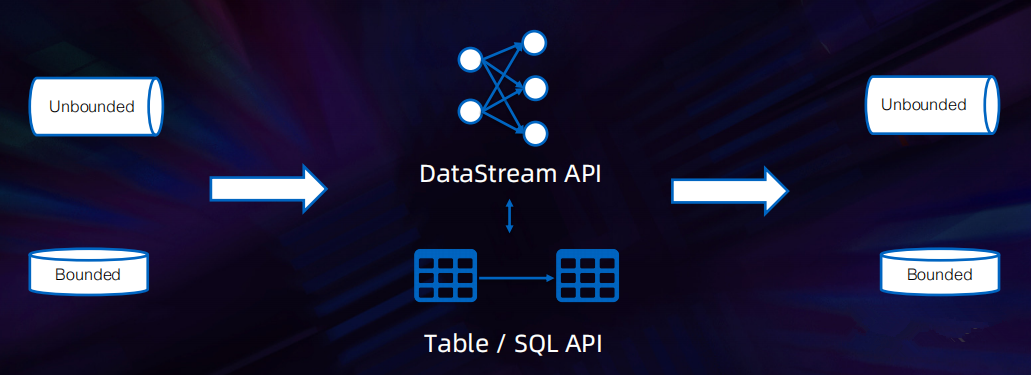 Unbounded
Unbounded
DataStream API
Bounded
Bounded
Table / SQL API